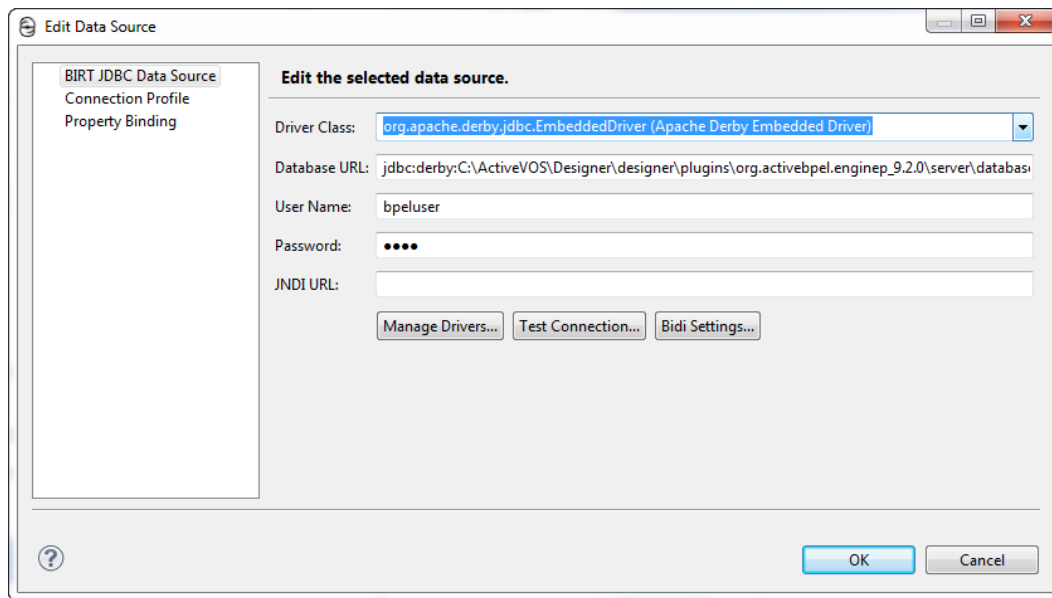 Edit Data Source
BIRT JDBC Data Source
Connection Profile
Property Binding
Edit the selected data source.
Driver Class: org.apache.derby.jdbc.EmbeddedDriver (Apache Derby Embedded Driver)
Database URL: jdbc:derby:C:\ActiveVOS\Designer\designer\plugins\org.activebpel.enginep_9.2.0\server\databas
User Name: bpeluser
Password: ●●●●
JNDI URL:
Manage Drivers... Test Connection... Bidi Settings...
OK Cancel